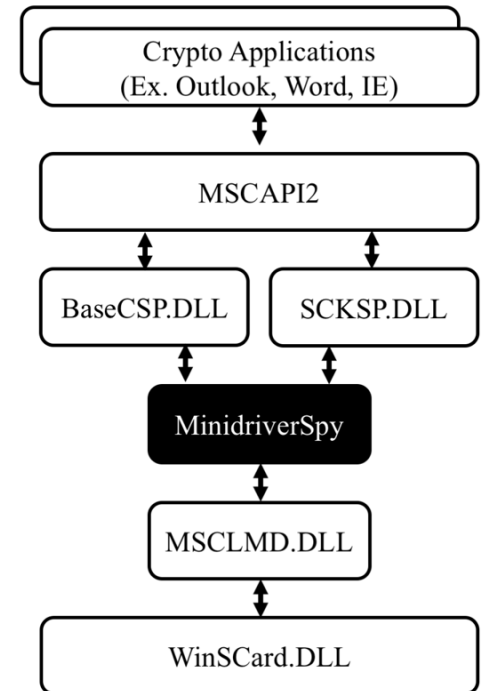 Crypto Applications
(Ex. Outlook, Word, IE)
MSCAPI2
BaseCSP.DLL
SCKSP.DLL
MinidriverSpy
MSCLMD.DLL
WinSCard.DLL